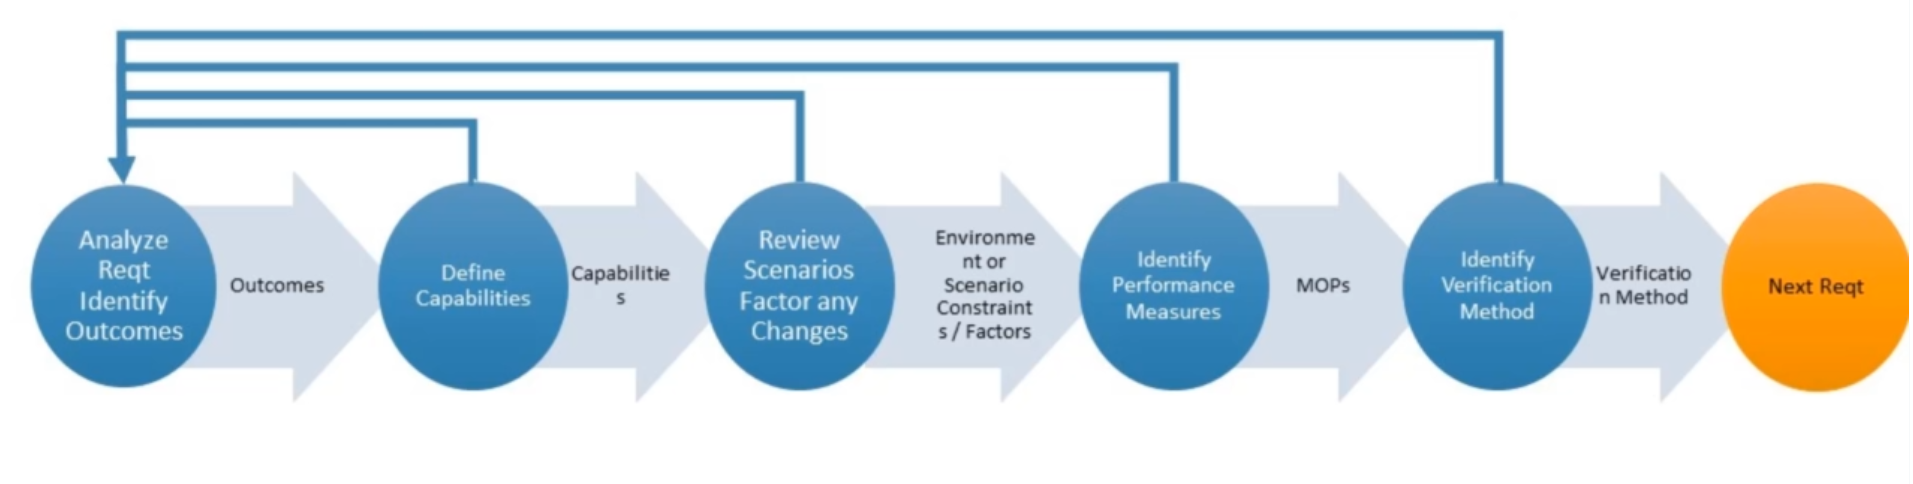 Analyze
Reqt
Identify
Outcomes
Outcomes
Define
Capabilities
Capabilitie
s
Review
Scenarios
Factor any
Changes
Environme
nt or
Scenario
Constraint
s / Factors
Identify
Performance
Measures
MOPs
Identify
Verification
Method
Verificatio
n Method
Next Reqt